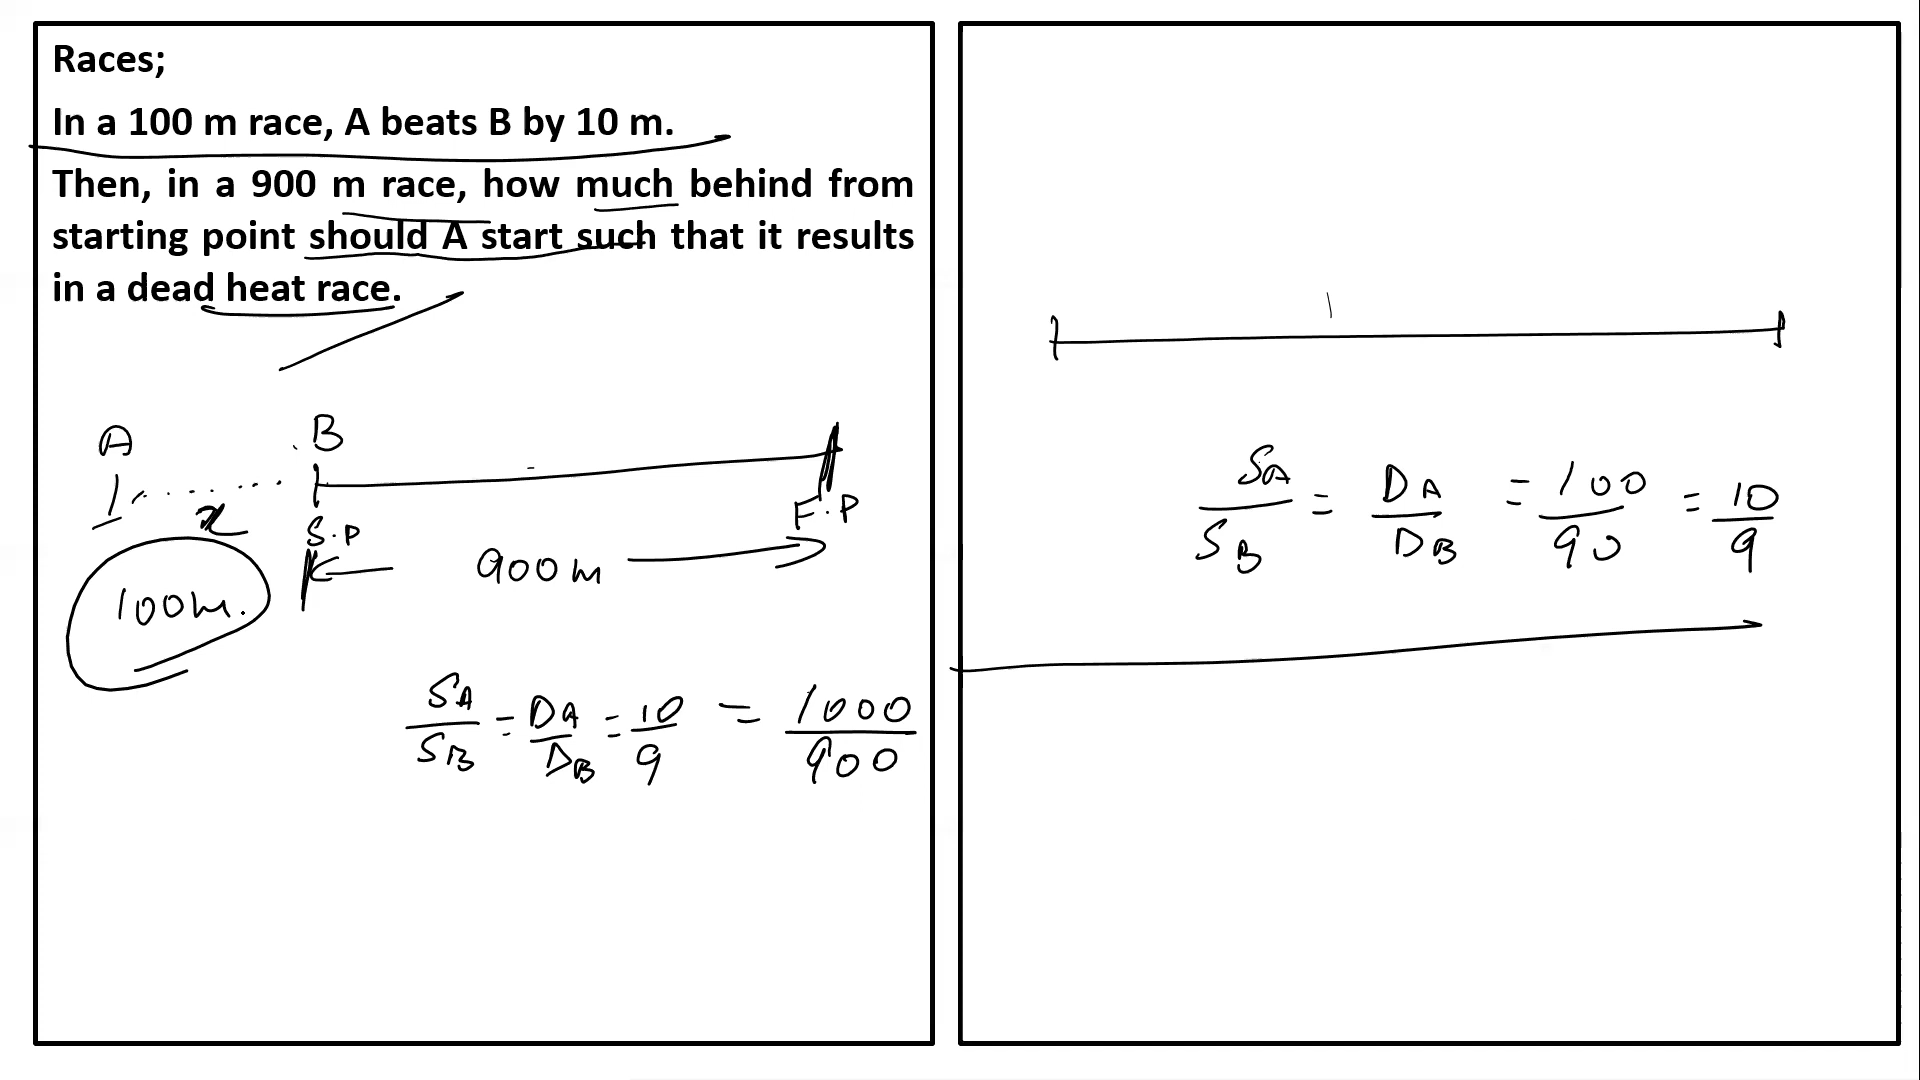 Races;
In a 100 m race, A beats B by 10 m.
Then, in a 900 m race, how much behind from
starting point should A start such that it results
in a dead heat race.
A
B
x
S.P
F.P
900m
100m.
SA/SB = DA/DB = 10/9 = 1000/900
SA/SB = DA/DB = 100/90 = 10/9